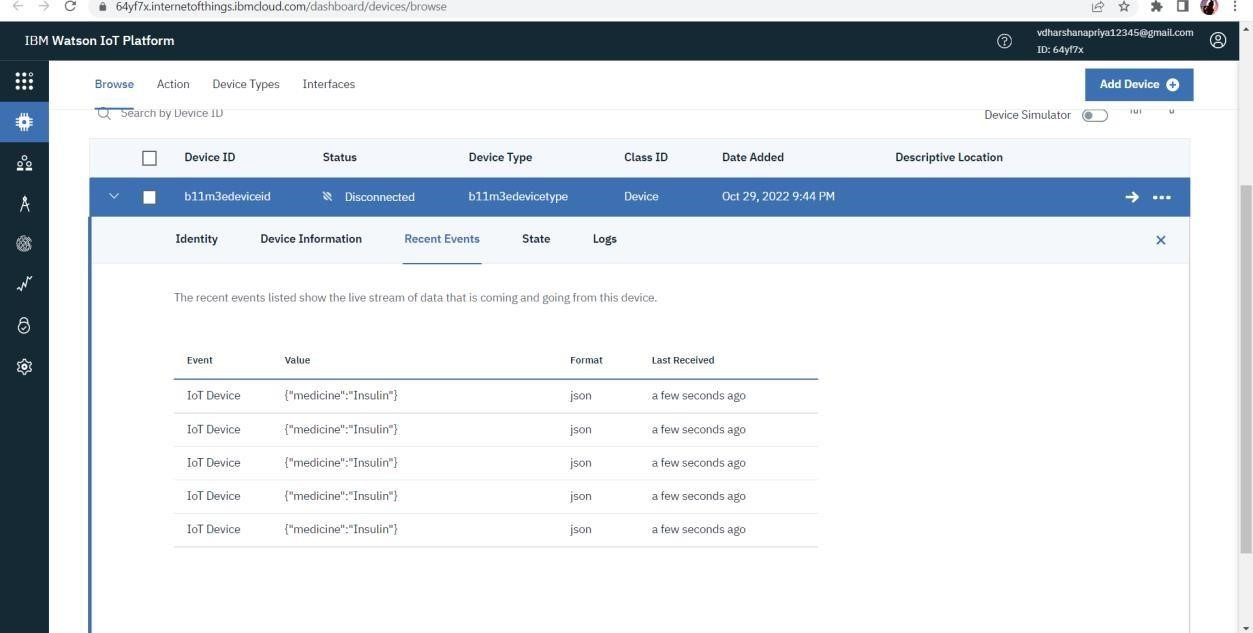 64yf7x.internetofthings.ibmcloud.com/dashboard/devices/browse
IBM Watson IoT Platform
vdharshanapriya12345@gmail.com
ID: 64yf7x
Browse Action Device Types Interfaces
Add Device
Search by Device ID
Device Simulator
Device ID Status Device Type Class ID Date Added Descriptive Location
b11m3edeviceid Disconnected b11m3edevicetype Device Oct 29, 2022 9:44 PM
Identity Device Information Recent Events State Logs
The recent events listed show the live stream of data that is coming and going from this device.
Event Value Format Last Received
IoT Device {"medicine":"Insulin"} json a few seconds ago
IoT Device {"medicine":"Insulin"} json a few seconds ago
IoT Device {"medicine":"Insulin"} json a few seconds ago
IoT Device {"medicine":"Insulin"} json a few seconds ago
IoT Device {"medicine":"Insulin"} json a few seconds ago